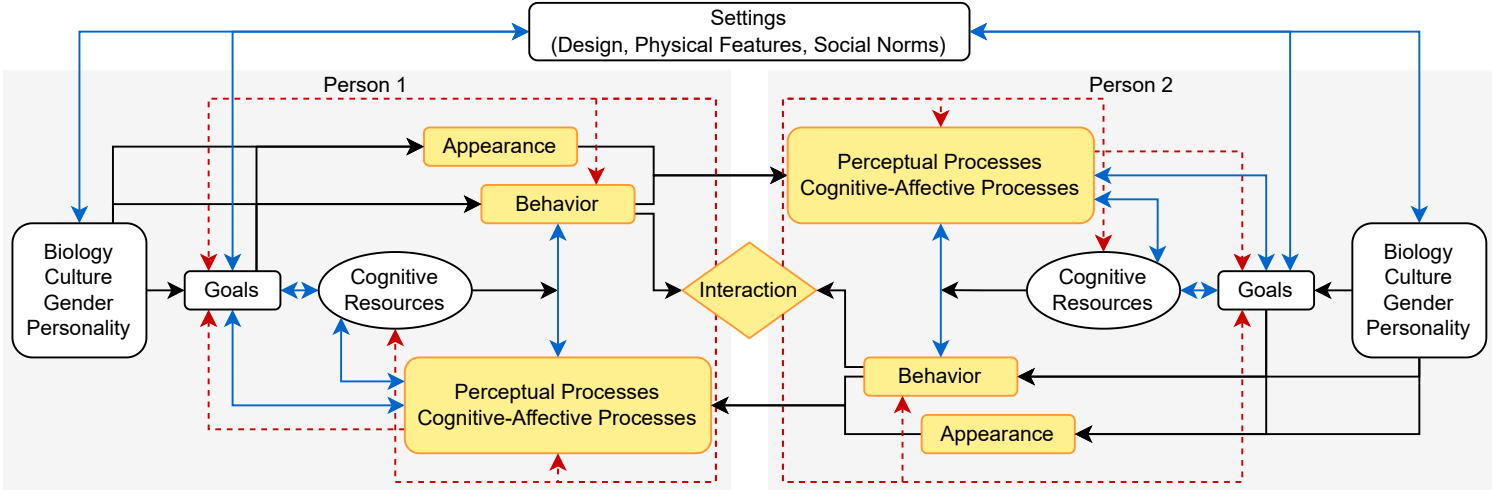 Settings
(Design, Physical Features, Social Norms)
Person 1
Appearance
Behavior
Biology
Culture
Gender
Personality
Goals
Cognitive
Resources
Perceptual Processes
Cognitive-Affective Processes
Interaction
Person 2
Perceptual Processes
Cognitive-Affective Processes
Cognitive
Resources
Goals
Biology
Culture
Gender
Personality
Behavior
Appearance